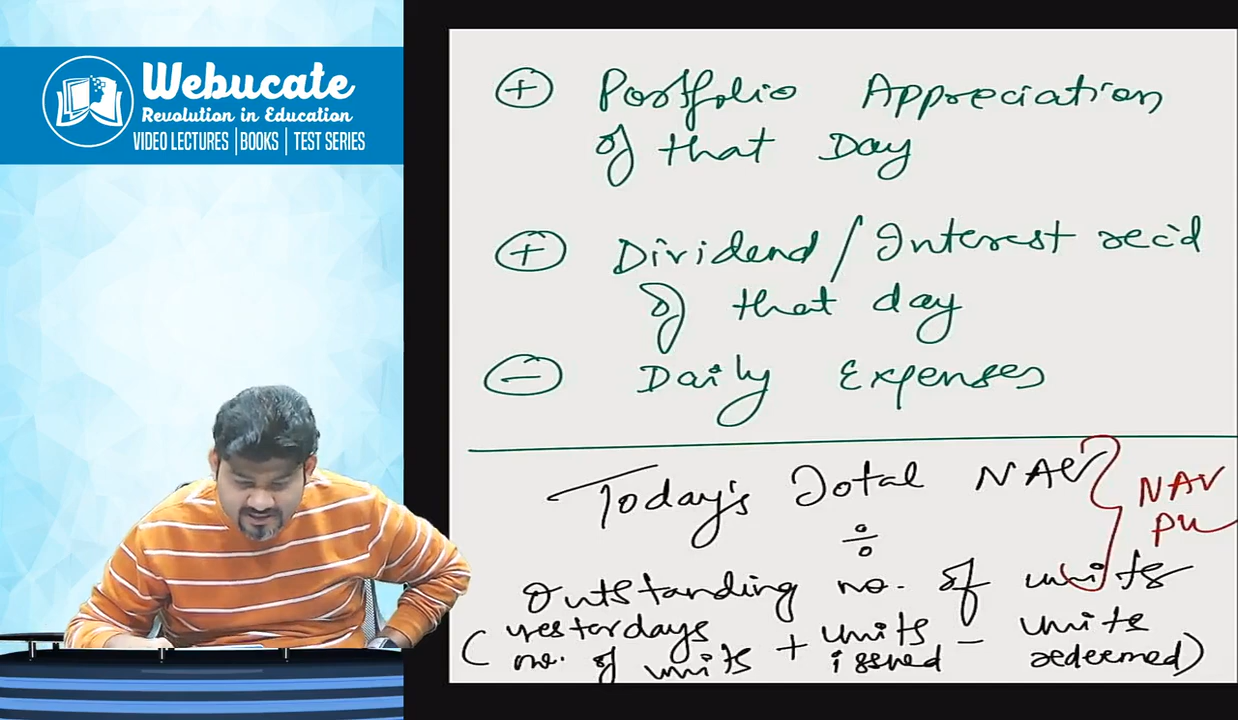 Webucate
Revolution in Education
VIDEO LECTURES | BOOKS | TEST SERIES
+ Portfolio Appreciation
of that Day
+ Dividend / Interest rec'd
of that day
− Daily Expenses
Today's Total NAV
÷
Outstanding no. of units
(yesterdays no. of units + units issued − units redeemed)
NAV
PU